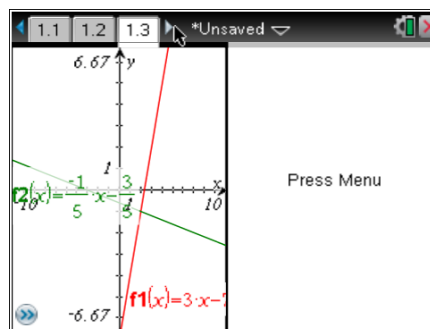 1.1 1.2 1.3 *Unsaved
6.67 y
1
f2(x)=-1/5·x-3/5
x
10
Press Menu
f1(x)=3·x-
-6.67